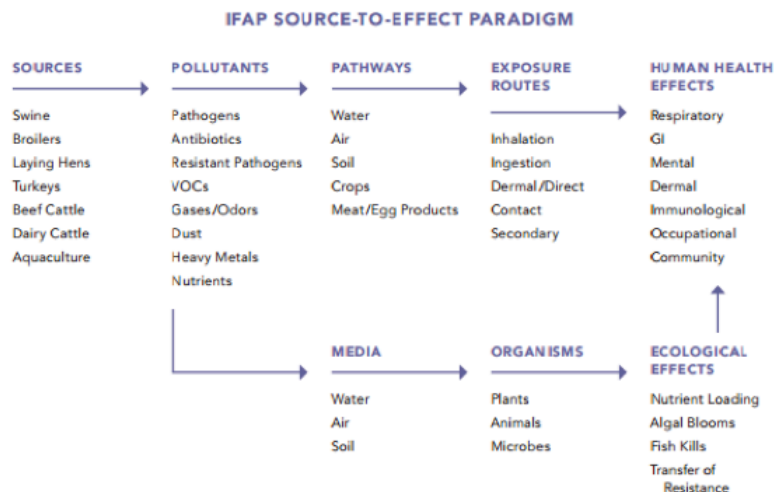 IFAP SOURCE-TO-EFFECT PARADIGM
SOURCES
Swine
Broilers
Laying Hens
Turkeys
Beef Cattle
Dairy Cattle
Aquaculture
POLLUTANTS
Pathogens
Antibiotics
Resistant Pathogens
VOCs
Gases/Odors
Dust
Heavy Metals
Nutrients
PATHWAYS
Water
Air
Soil
Crops
Meat/Egg Products
EXPOSURE
ROUTES
Inhalation
Ingestion
Dermal/Direct
Contact
Secondary
HUMAN HEALTH
EFFECTS
Respiratory
GI
Mental
Dermal
Immunological
Occupational
Community
MEDIA
Water
Air
Soil
ORGANISMS
Plants
Animals
Microbes
ECOLOGICAL
EFFECTS
Nutrient Loading
Algal Blooms
Fish Kills
Transfer of
Resistance